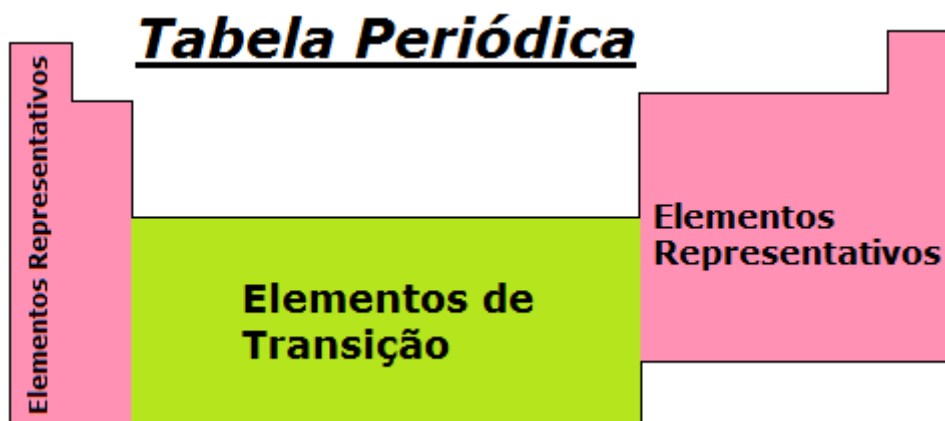 Tabela Periódica
Elementos Representativos
Elementos de
Transição
Elementos
Representativos